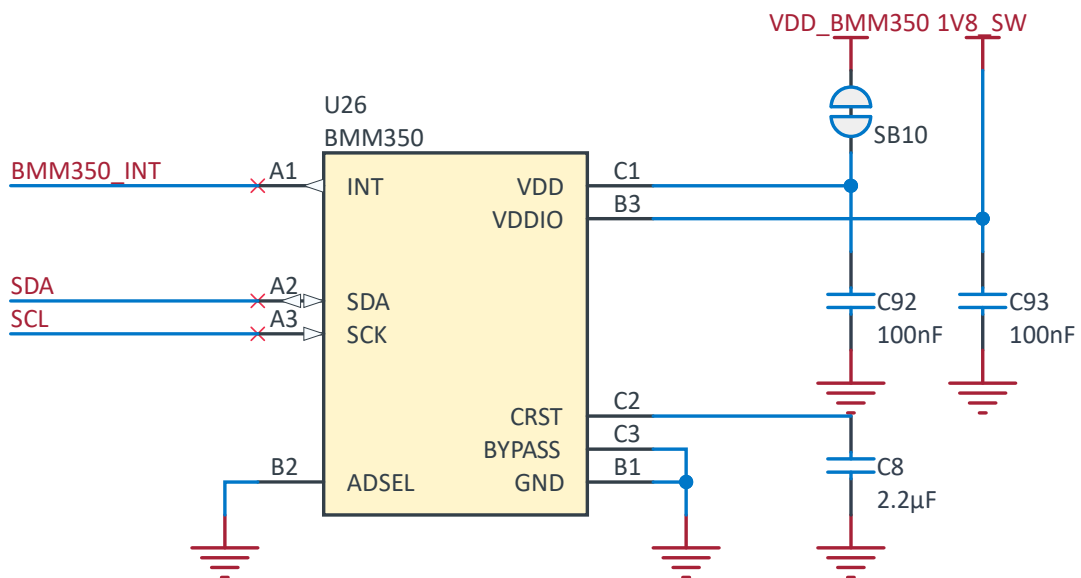 VDD_BMM350 1V8_SW
U26
BMM350
SB10
BMM350_INT
A1
INT
VDD
C1
VDDIO
B3
SDA
A2
SDA
SCL
A3
SCK
C92
100nF
C93
100nF
CRST
C2
BYPASS
C3
B2
ADSEL
GND
B1
C8
2.2µF